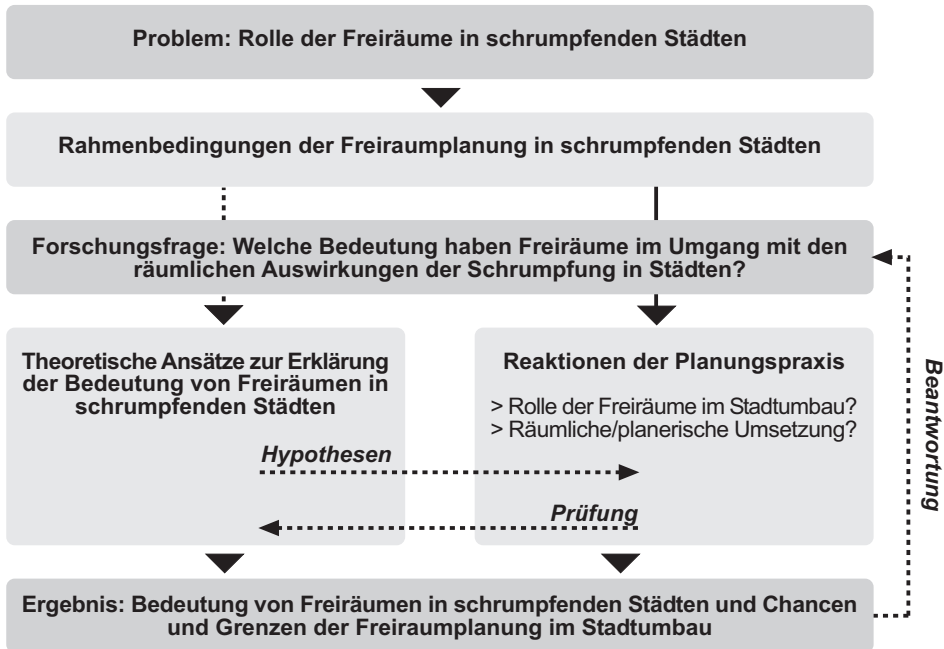 Problem: Rolle der Freiräume in schrumpfenden Städten
Rahmenbedingungen der Freiraumplanung in schrumpfenden Städten
Forschungsfrage: Welche Bedeutung haben Freiräume im Umgang mit den
räumlichen Auswirkungen der Schrumpfung in Städten?
Theoretische Ansätze zur Erklärung
der Bedeutung von Freiräumen in
schrumpfenden Städten
Reaktionen der Planungspraxis
> Rolle der Freiräume im Stadtumbau?
> Räumliche/planerische Umsetzung?
Hypothesen
Prüfung
Beantwortung
Ergebnis: Bedeutung von Freiräumen in schrumpfenden Städten und Chancen
und Grenzen der Freiraumplanung im Stadtumbau